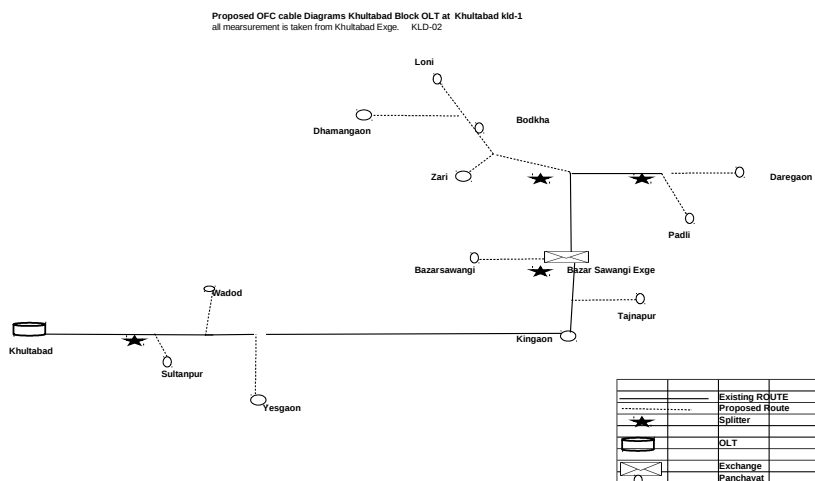 Proposed OFC cable Diagrams Khultabad Block OLT at Khultabad kld-1
all mearsurement is taken from Khultabad Exge. KLD-02
Loni
Bodkha
Dhamangaon
Zari
Daregaon
Padli
Bazarsawangi
Bazar Sawangi Exge
Wadod
Tajnapur
Kingaon
Khultabad
Sultanpur
Yesgaon
Existing ROUTE
Proposed Route
Splitter
OLT
Exchange
Panchayat